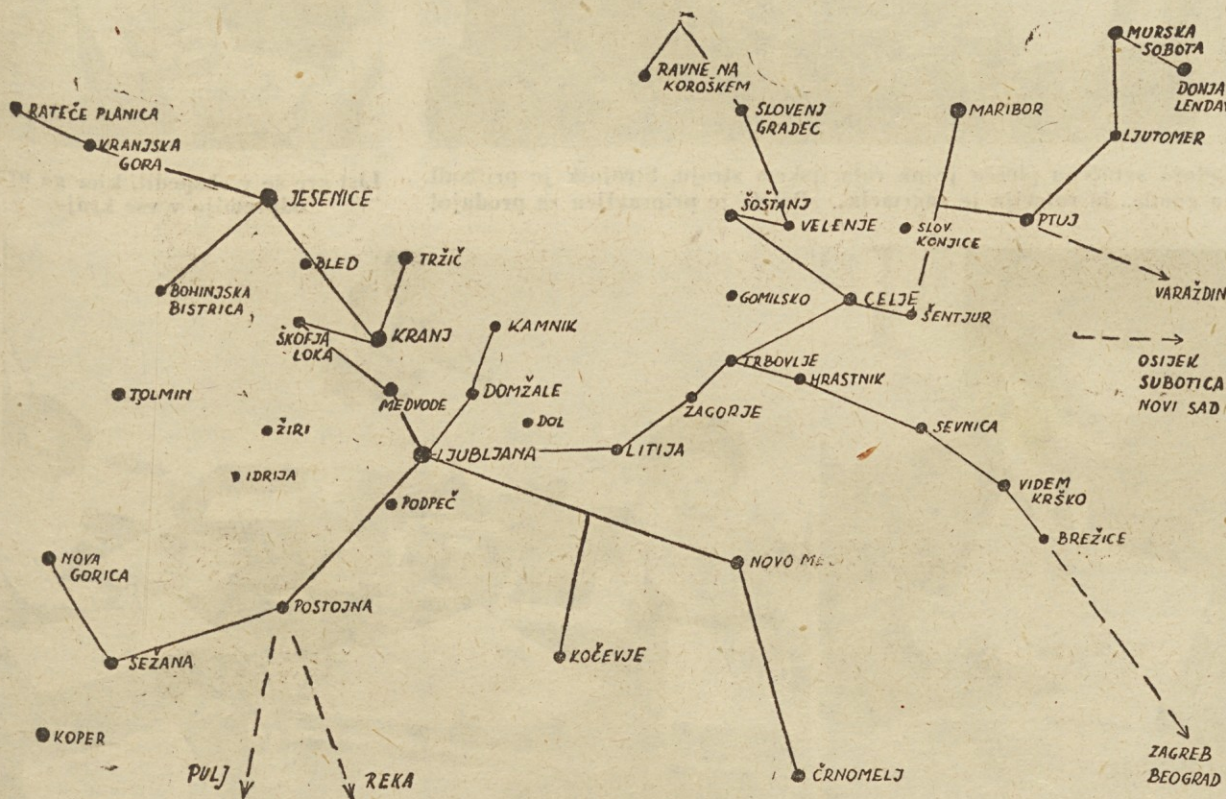 MURSKA
SOBOTA
RAVNE NA
KOROŠKEM
RATEČE PLANICA
SLOVENJ
GRADEC
MARIBOR
LJUTOMER
KRANJSKA
GORA
JESENICE
ŠOŠTANJ
VELENJE
SLOV
KONJICE
PTUJ
BLED
TRŽIČ
BOHINJSKA
BISTRICA
GOMILSKO
CELJE
ŠENTJUR
VARAŽDIN
ŠKOFJA
LOKA
KRANJ
KAMNIK
OSIJEK
SUBOTICA
NOVI SAD
TRBOVLJE
HRASTNIK
TOLMIN
MEDVODE
DOMŽALE
ZAGORJE
ŽIRI
DOL
SEVNICA
LJUBLJANA
LITIJA
IDRIJA
PODPEČ
VIDEM
KRŠKO
BREŽICE
NOVA
GORICA
NOVO
POSTOJNA
SEŽANA
KOČEVJE
KOPER
PULJ
REKA
ČRNOMELJ
ZAGREB
BEOGRAD
DONJA